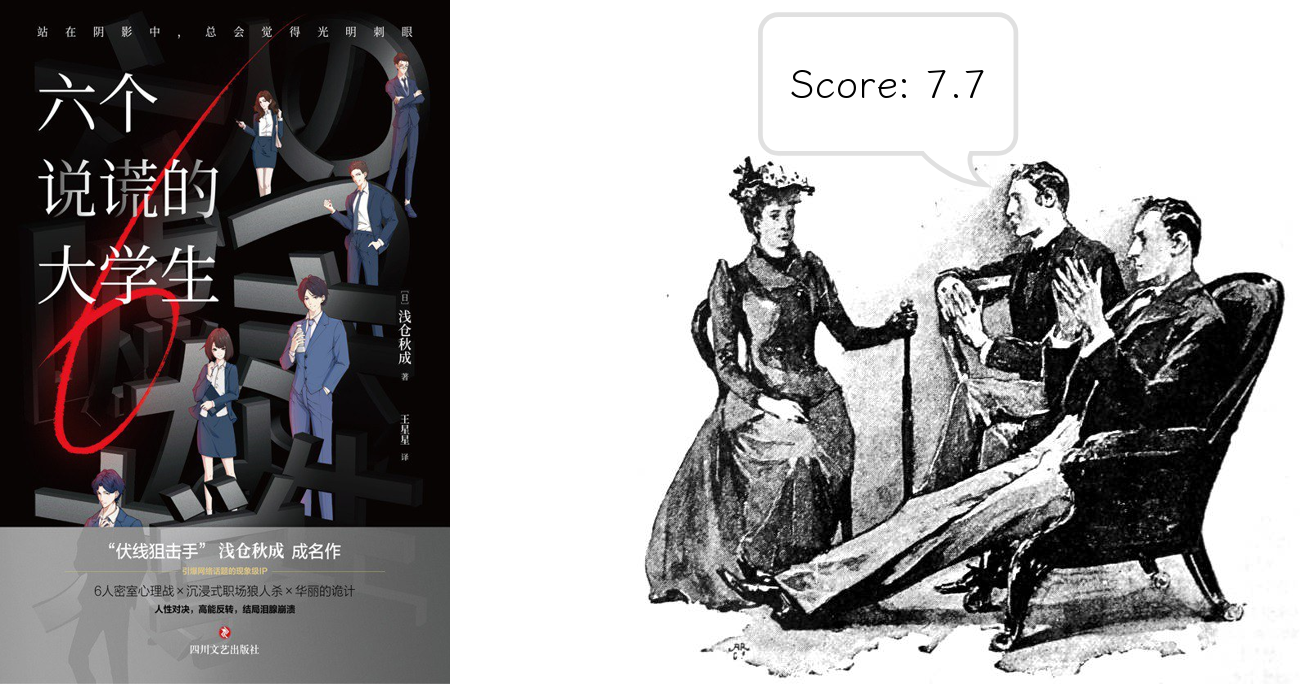 站在阴影中，总会觉得光明刺眼
六个
说谎的
大学生
[日]浅仓秋成 著
王星星 译
“伏线狙击手” 浅仓秋成 成名作
引爆网络话题的现象级IP
6人密室心理战×沉浸式职场狼人杀×华丽的诡计
人性对决，高能反转，结局泪腺崩溃
四川文艺出版社
Score: 7.7